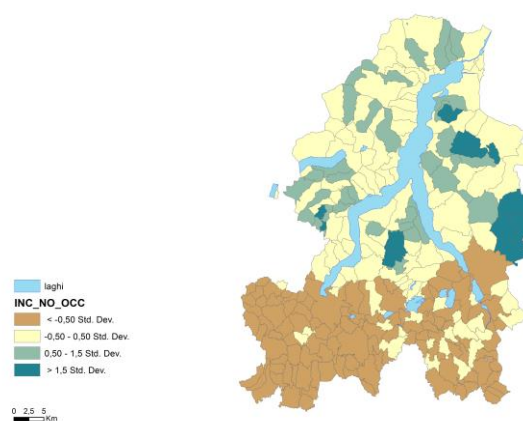 laghi
INC_NO_OCC
< -0,50 Std. Dev.
-0,50 - 0,50 Std. Dev.
0,50 - 1,5 Std. Dev.
> 1,5 Std. Dev.
0 2,5 5
Km